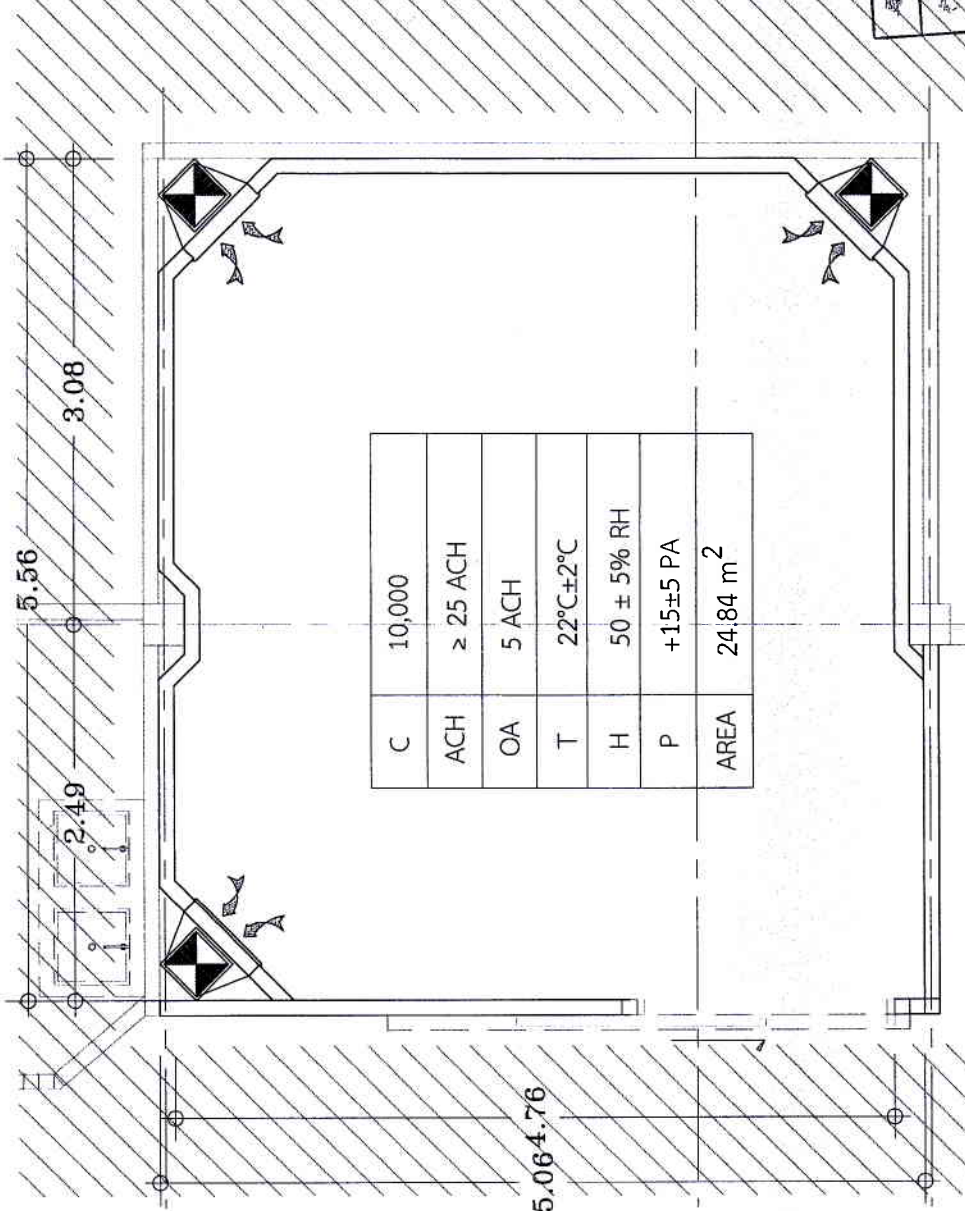 5.56
3.08
2.49
C 10,000
ACH ≥ 25 ACH
OA 5 ACH
T 22°C±2°C
H 50 ± 5% RH
P +15±5 PA
AREA 24.84 m²
4.76
5.06